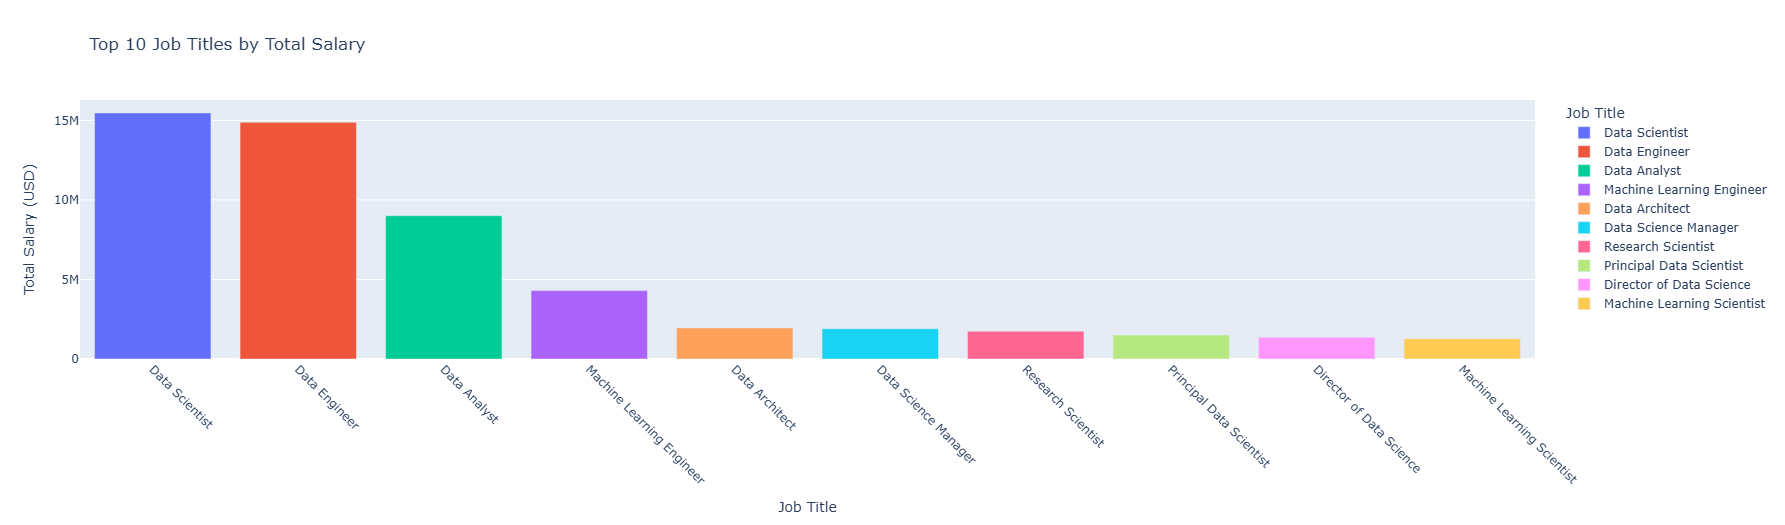 Top 10 Job Titles by Total Salary
Total Salary (USD)
15M
10M
5M
0
Data Scientist
Data Engineer
Data Analyst
Machine Learning Engineer
Data Architect
Data Science Manager
Research Scientist
Principal Data Scientist
Director of Data Science
Machine Learning Scientist
Job Title
Job Title
Data Scientist
Data Engineer
Data Analyst
Machine Learning Engineer
Data Architect
Data Science Manager
Research Scientist
Principal Data Scientist
Director of Data Science
Machine Learning Scientist